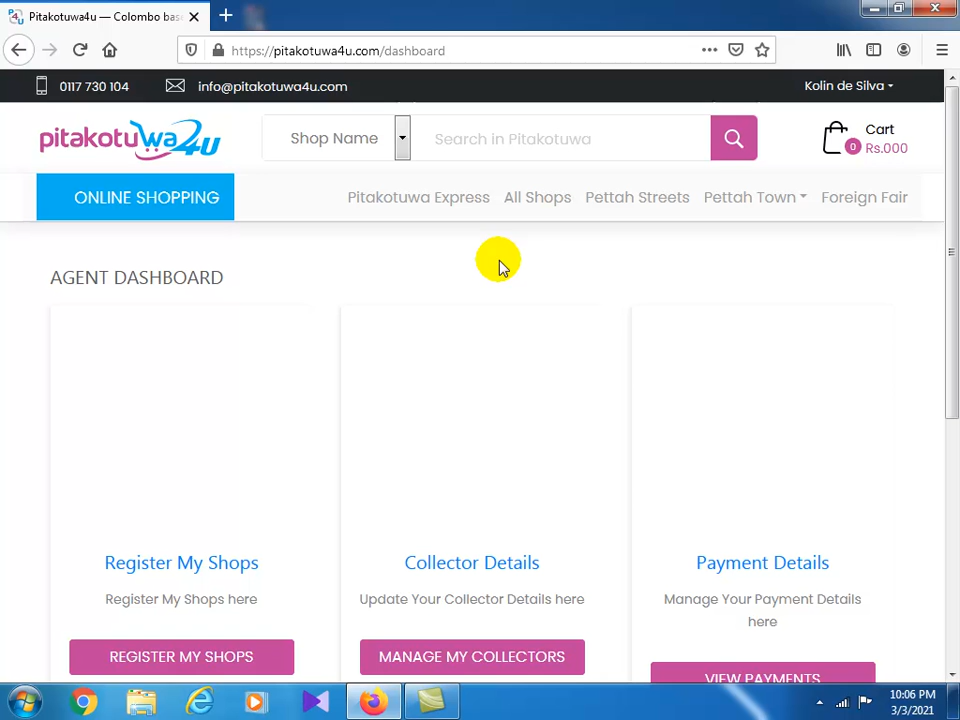 Pitakotuwa4u — Colombo bas
https://pitakotuwa4u.com/dashboard
0117 730 104
info@pitakotuwa4u.com
Kolin de Silva
pitakotuwa4u
Shop Name
Search in Pitakotuwa
Cart
0 Rs.000
ONLINE SHOPPING
Pitakotuwa Express
All Shops
Pettah Streets
Pettah Town
Foreign Fair
AGENT DASHBOARD
Register My Shops
Register My Shops here
REGISTER MY SHOPS
Collector Details
Update Your Collector Details here
MANAGE MY COLLECTORS
Payment Details
Manage Your Payment Details
here
VIEW PAYMENTS
10:06 PM
3/3/2021